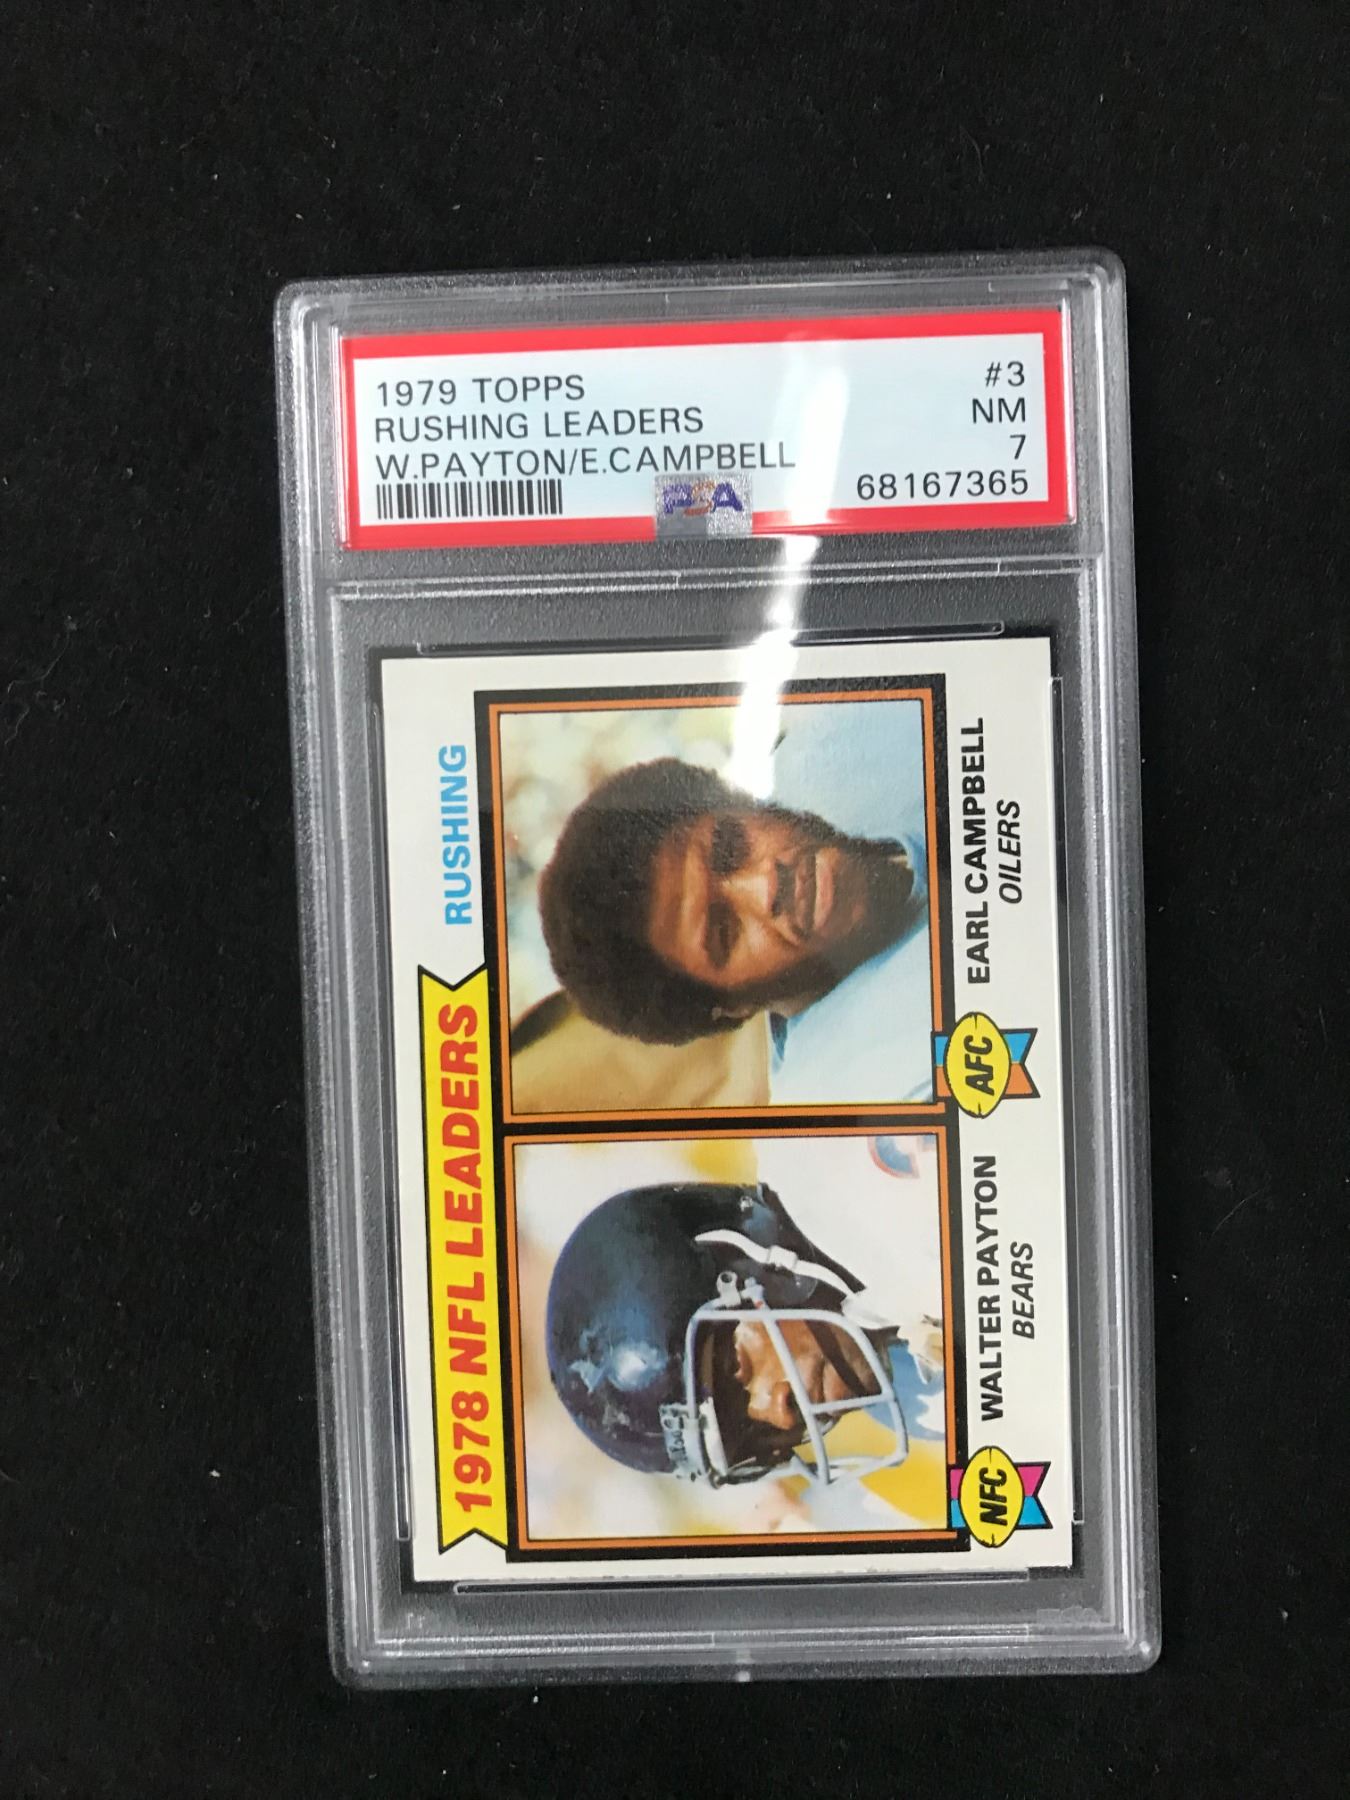 1979 TOPPS #3
RUSHING LEADERS NM
W.PAYTON/E.CAMPBELL 7
68167365
PSA
1978 NFL LEADERS RUSHING
NFC WALTER PAYTON
BEARS
AFC EARL CAMPBELL
OILERS